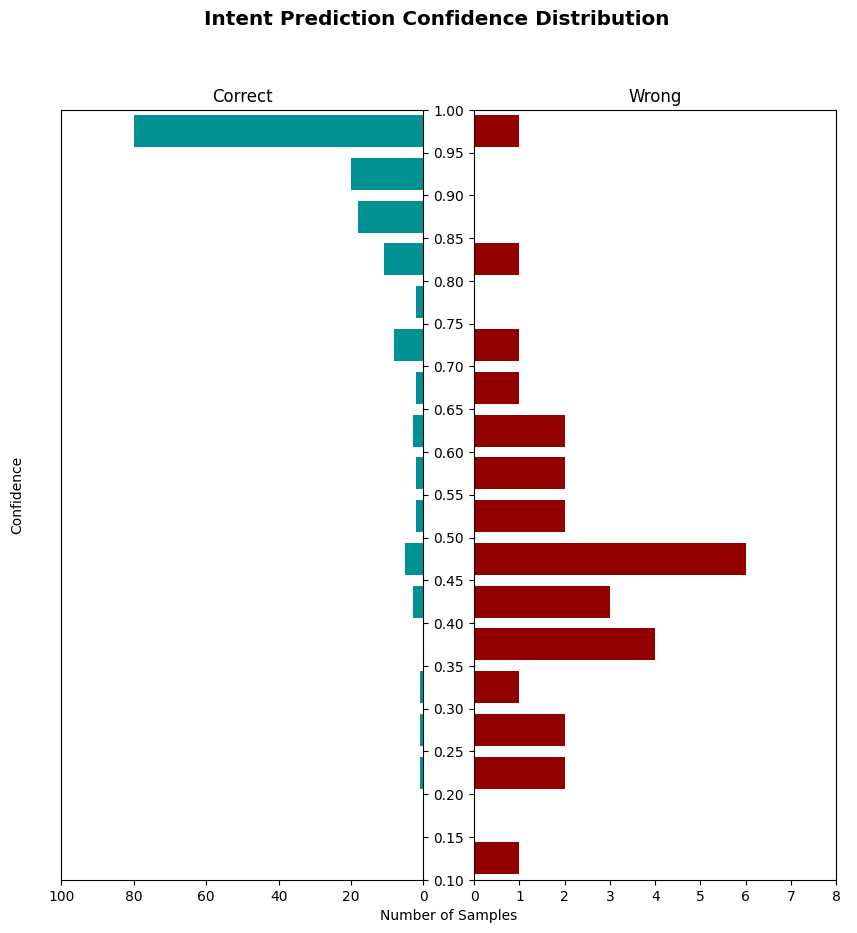 Intent Prediction Confidence Distribution
Correct
Wrong
1.00
0.95
0.90
0.85
0.80
0.75
0.70
0.65
0.60
0.55
0.50
0.45
0.40
0.35
0.30
0.25
0.20
0.15
0.10
Confidence
100 80 60 40 20 0
0 1 2 3 4 5 6 7 8
Number of Samples